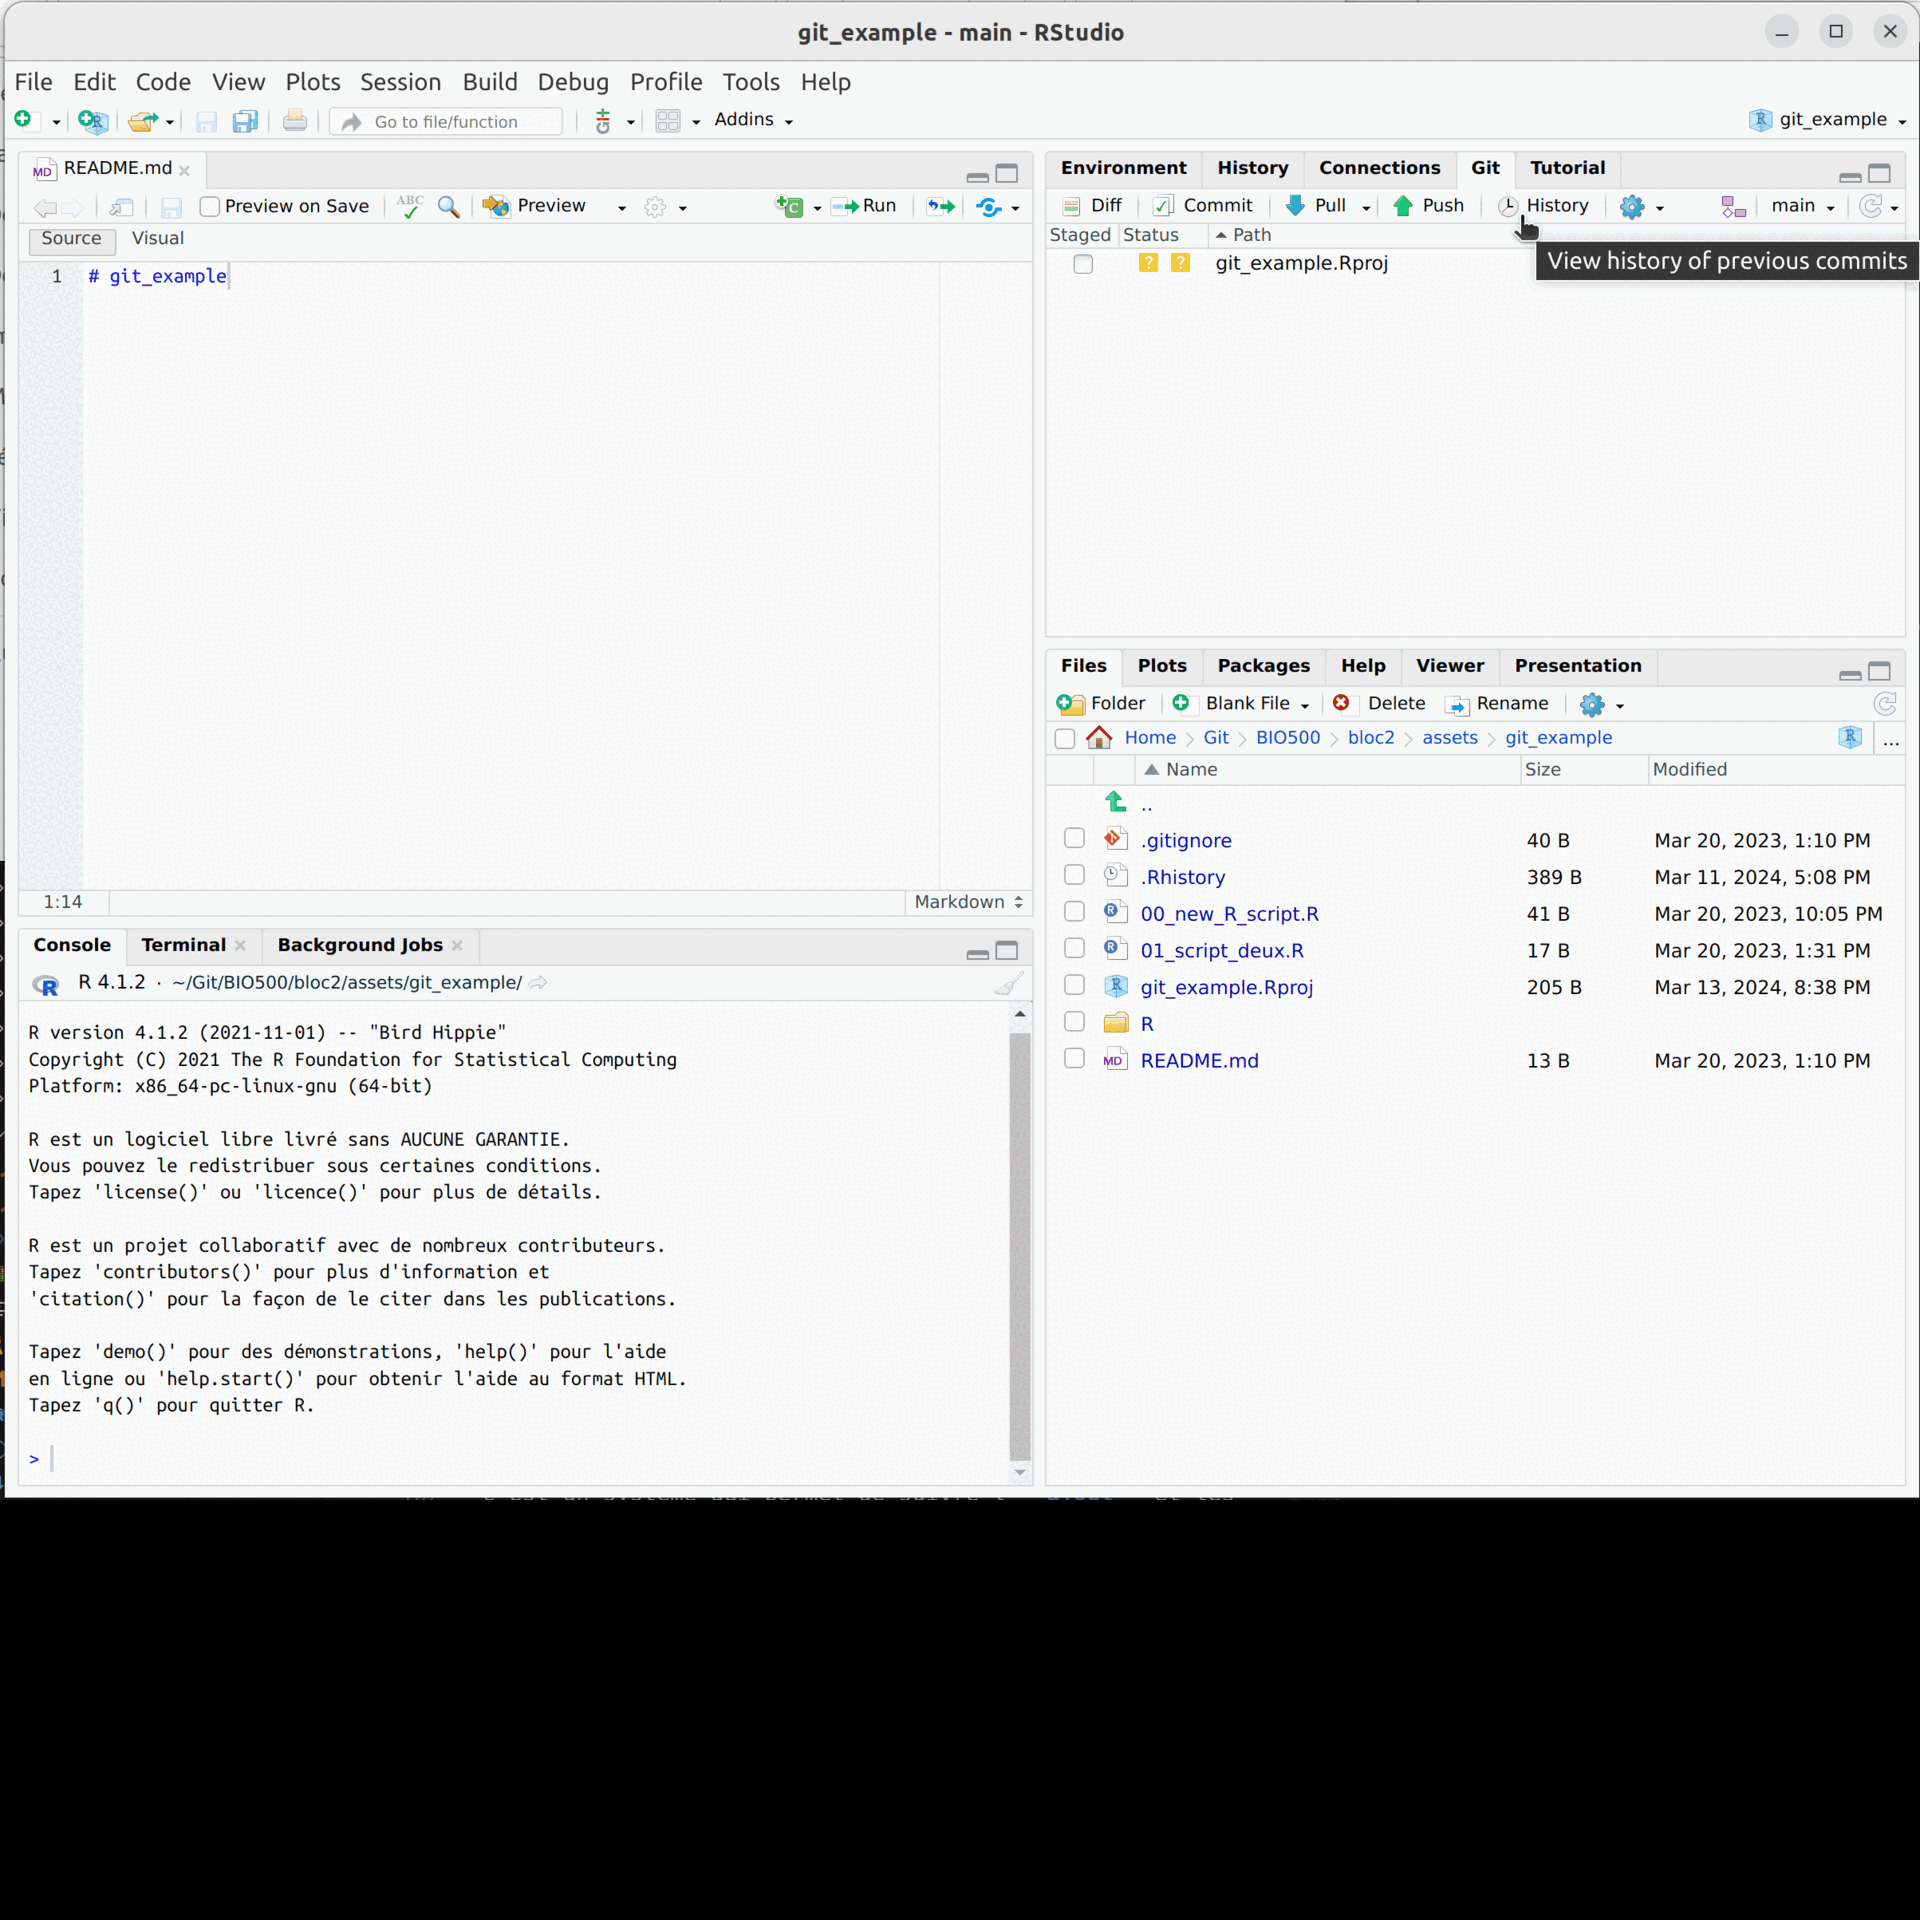 git_example - main - RStudio
File Edit Code View Plots Session Build Debug Profile Tools Help
Go to file/function Addins git_example
README.md
Preview on Save Preview Run
Source Visual
1 # git_example
1:14 Markdown
Console Terminal Background Jobs
R 4.1.2 · ~/Git/BIO500/bloc2/assets/git_example/
R version 4.1.2 (2021-11-01) -- "Bird Hippie"
Copyright (C) 2021 The R Foundation for Statistical Computing
Platform: x86_64-pc-linux-gnu (64-bit)
R est un logiciel libre livré sans AUCUNE GARANTIE.
Vous pouvez le redistribuer sous certaines conditions.
Tapez 'license()' ou 'licence()' pour plus de détails.
R est un projet collaboratif avec de nombreux contributeurs.
Tapez 'contributors()' pour plus d'information et
'citation()' pour la façon de le citer dans les publications.
Tapez 'demo()' pour des démonstrations, 'help()' pour l'aide
en ligne ou 'help.start()' pour obtenir l'aide au format HTML.
Tapez 'q()' pour quitter R.
>
Environment History Connections Git Tutorial
Diff Commit Pull Push History main
Staged Status Path
? ? git_example.Rproj
View history of previous commits
Files Plots Packages Help Viewer Presentation
Folder Blank File Delete Rename
Home Git BIO500 bloc2 assets git_example ...
Name Size Modified
..
.gitignore 40 B Mar 20, 2023, 1:10 PM
.Rhistory 389 B Mar 11, 2024, 5:08 PM
00_new_R_script.R 41 B Mar 20, 2023, 10:05 PM
01_script_deux.R 17 B Mar 20, 2023, 1:31 PM
git_example.Rproj 205 B Mar 13, 2024, 8:38 PM
R
README.md 13 B Mar 20, 2023, 1:10 PM